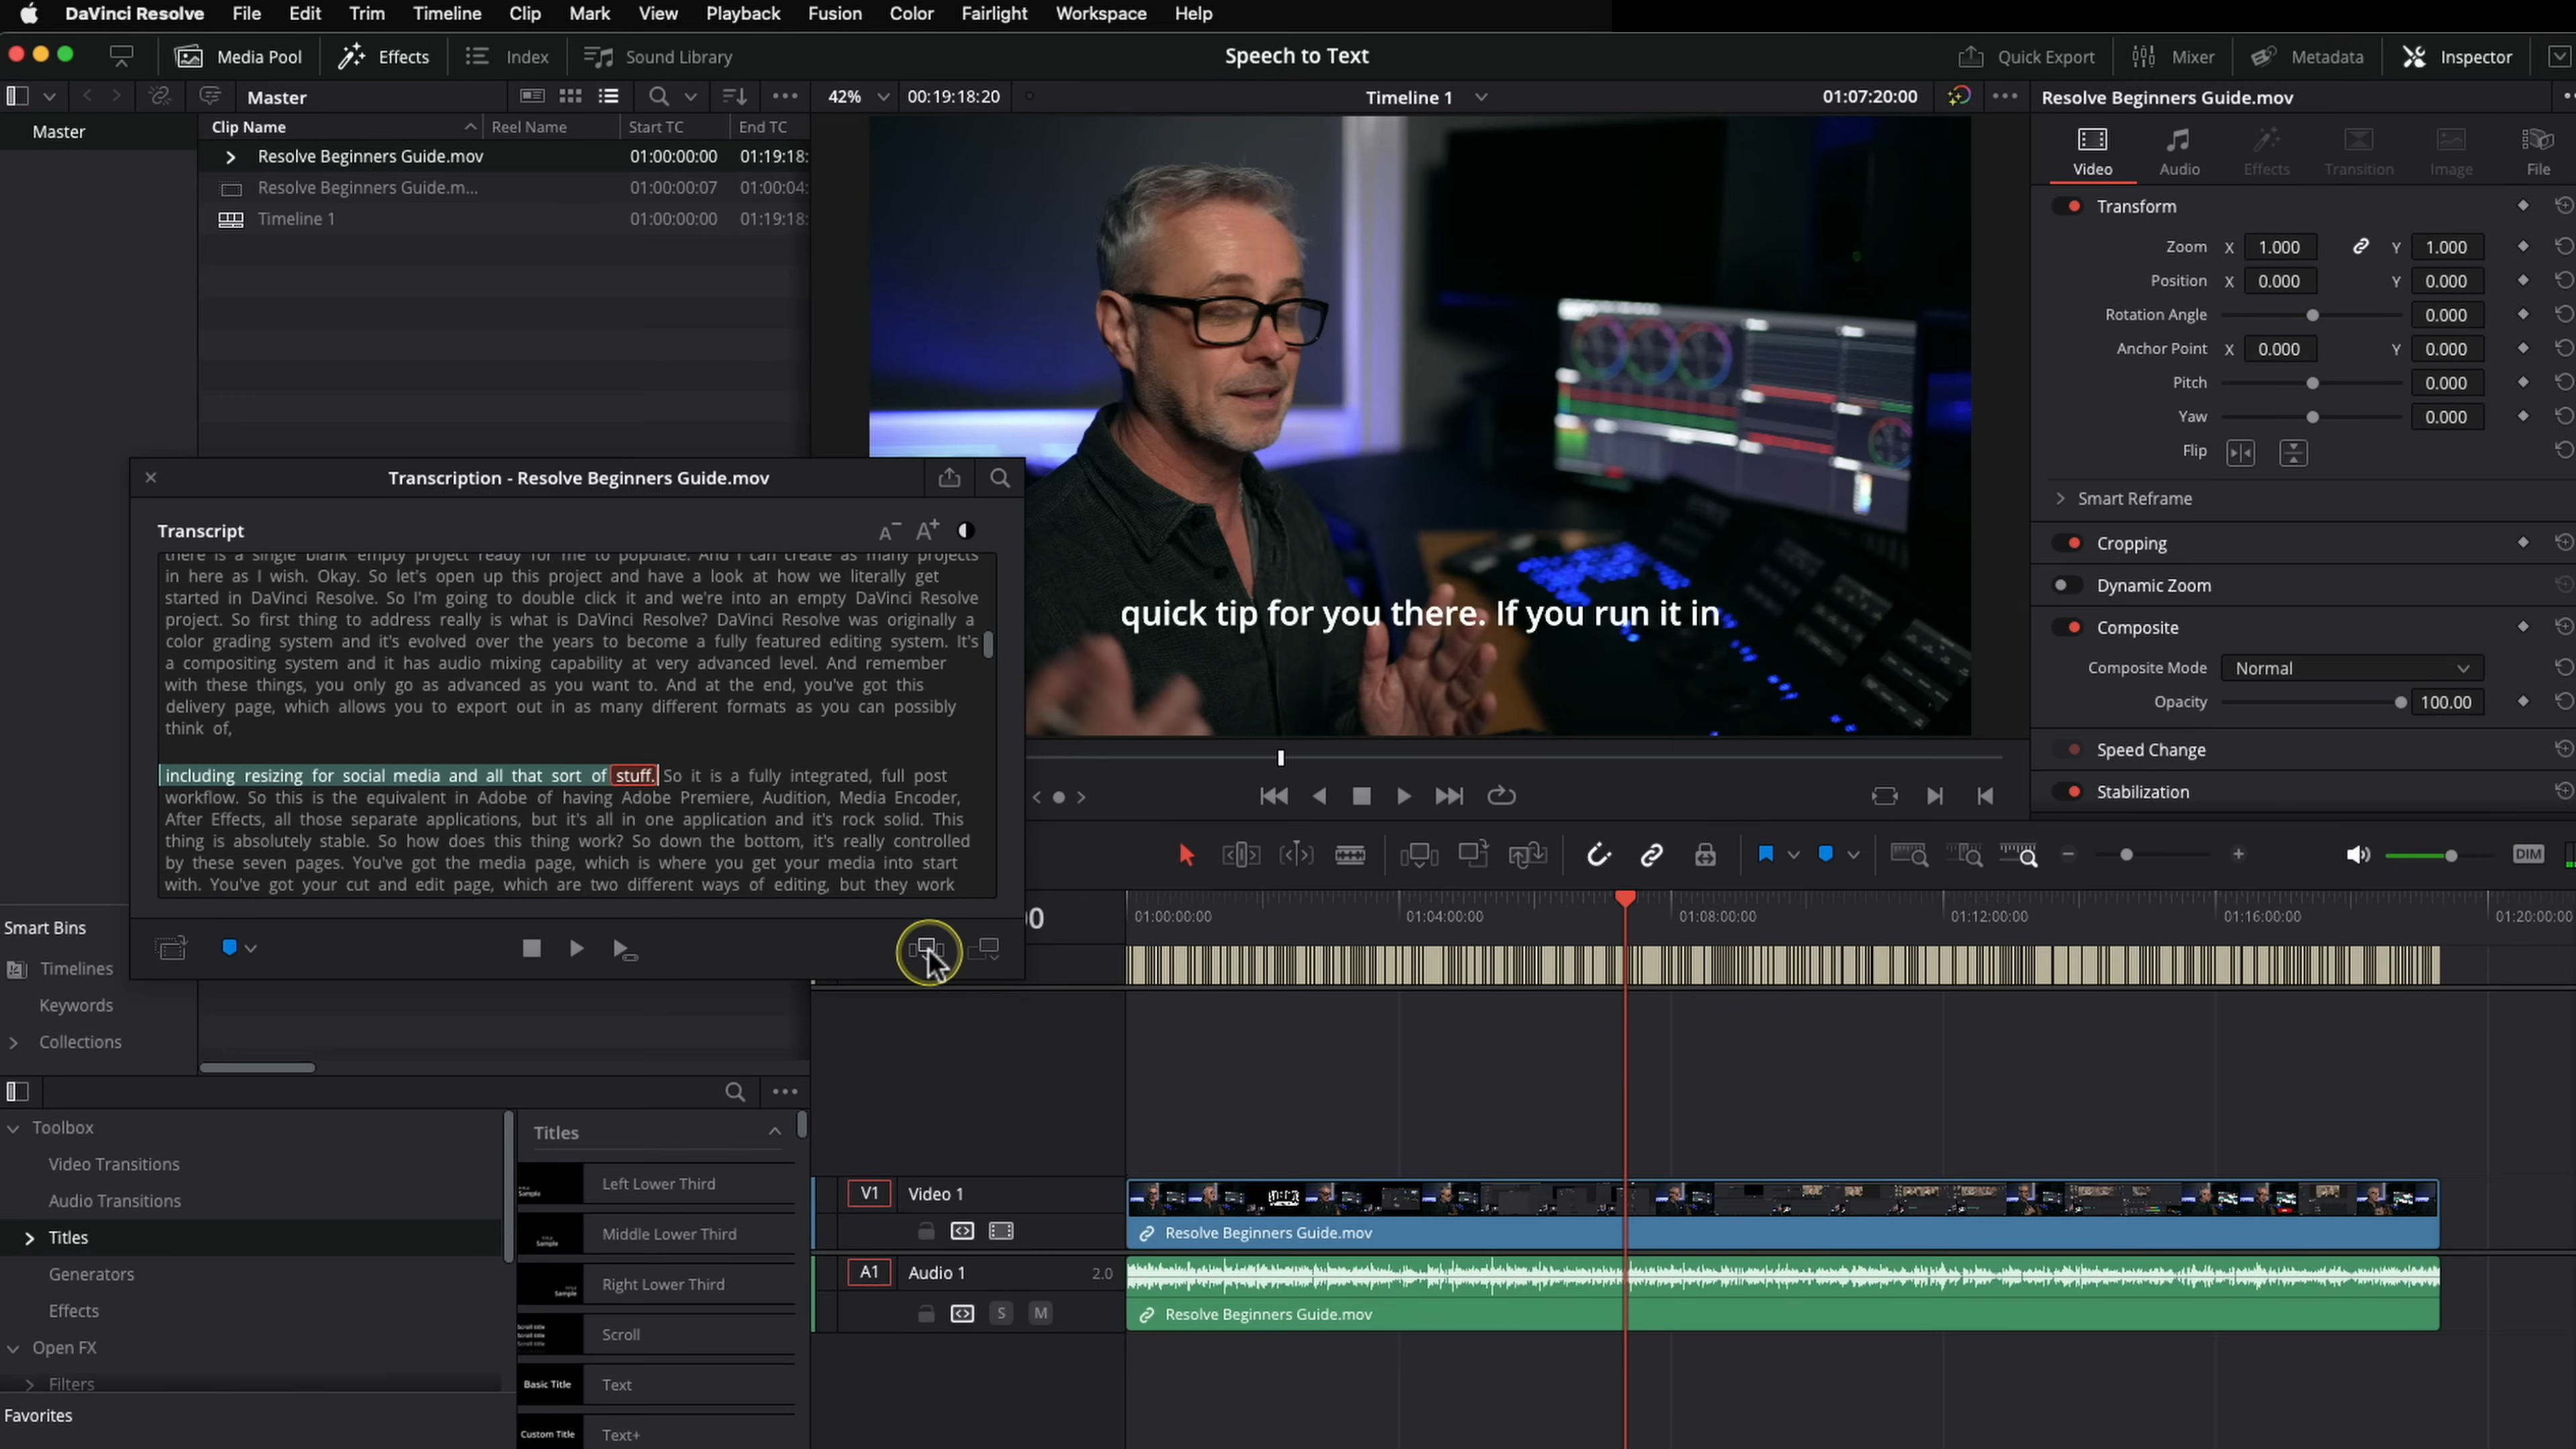 DaVinci Resolve File Edit Trim Timeline Clip Mark View Playback Fusion Color Fairlight Workspace Help
Media Pool Effects Index Sound Library Speech to Text Quick Export Mixer Metadata Inspector
Master 42% 00:19:18:20 Timeline 1 01:07:20:00 Resolve Beginners Guide.mov
Master
Clip Name Reel Name Start TC End TC
Resolve Beginners Guide.mov 01:00:00:00 01:19:18:
Resolve Beginners Guide.m... 01:00:00:07 01:00:04:
Timeline 1 01:00:00:00 01:19:18:
Video Audio Effects Transition Image File
Transform
Zoom X 1.000 Y 1.000
Position X 0.000 Y 0.000
Rotation Angle 0.000
Anchor Point X 0.000 Y 0.000
Pitch 0.000
Yaw 0.000
Flip
Smart Reframe
Cropping
Dynamic Zoom
Composite
Composite Mode Normal
Opacity 100.00
Speed Change
Stabilization
quick tip for you there. If you run it in
Transcription - Resolve Beginners Guide.mov
Transcript
A- A+
there is a single blank empty project ready for me to populate. And I can create as many projects
in here as I wish. Okay. So let's open up this project and have a look at how we literally get
started in DaVinci Resolve. So I'm going to double click it and we're into an empty DaVinci Resolve
project. So first thing to address really is what is DaVinci Resolve? DaVinci Resolve was originally a
color grading system and it's evolved over the years to become a fully featured editing system. It's
a compositing system and it has audio mixing capability at very advanced level. And remember
with these things, you only go as advanced as you want to. And at the end, you've got this
delivery page, which allows you to export out in as many different formats as you can possibly
think of,
including resizing for social media and all that sort of stuff. So it is a fully integrated, full post
workflow. So this is the equivalent in Adobe of having Adobe Premiere, Audition, Media Encoder,
After Effects, all those separate applications, but it's all in one application and it's rock solid. This
thing is absolutely stable. So how does this thing work? So down the bottom, it's really controlled
by these seven pages. You've got the media page, which is where you get your media into start
with. You've got your cut and edit page, which are two different ways of editing, but they work
DIM
00
01:00:00:00 01:04:00:00 01:08:00:00 01:12:00:00 01:16:00:00 01:20:00:00
Smart Bins
Timelines
Keywords
Collections
Toolbox
Video Transitions
Audio Transitions
Titles
Generators
Effects
Open FX
Filters
Favorites
Titles
Left Lower Third
Middle Lower Third
Right Lower Third
Scroll
Basic Title Text
Custom Title Text+
V1 Video 1
Resolve Beginners Guide.mov
A1 Audio 1 2.0
S M
Resolve Beginners Guide.mov